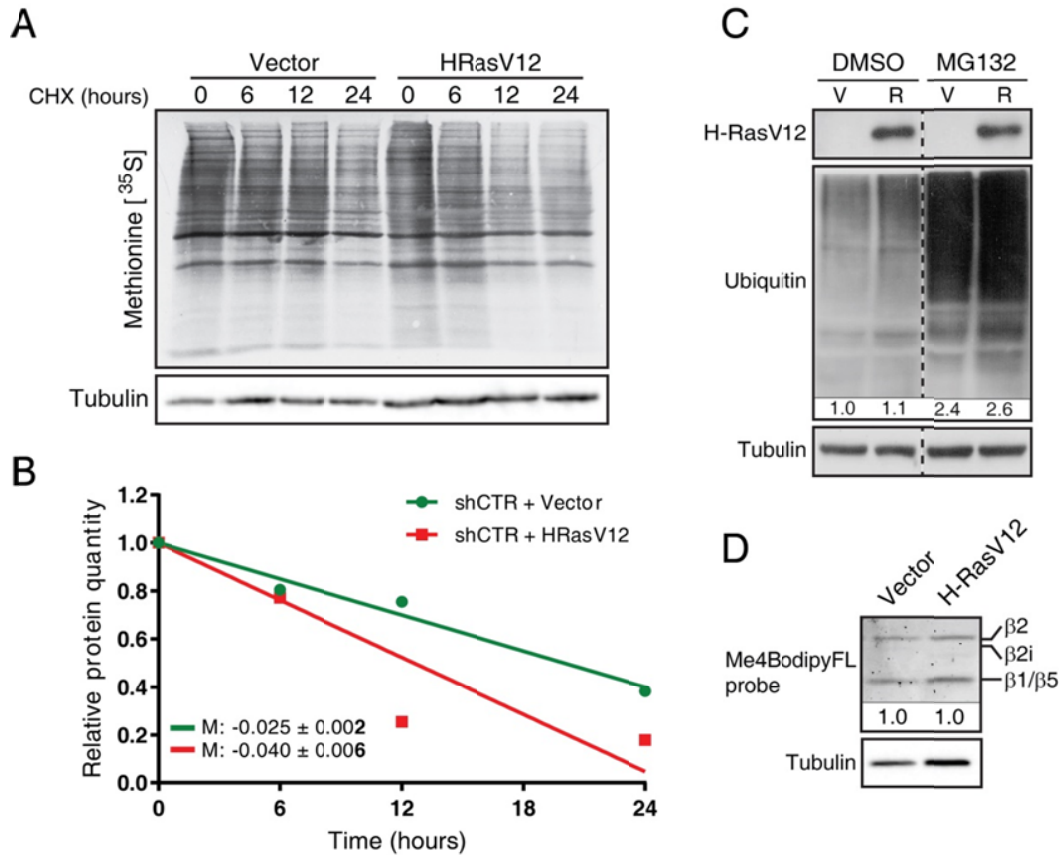 A
Vector HRasV12
CHX (hours) 0 6 12 24 0 6 12 24
Methionine [³⁵S]
Tubulin
B
1.2
1.0
0.8
0.6
0.4
0.2
0.0
Relative protein quantity
shCTR + Vector
shCTR + HRasV12
M: -0.025 ± 0.002
M: -0.040 ± 0.006
0 6 12 18 24
Time (hours)
C
DMSO MG132
V R V R
H-RasV12
Ubiquitin
1.0 1.1 2.4 2.6
Tubulin
D
Vector H-RasV12
Me4BodipyFL
probe
β2
β2i
β1/β5
1.0 1.0
Tubulin